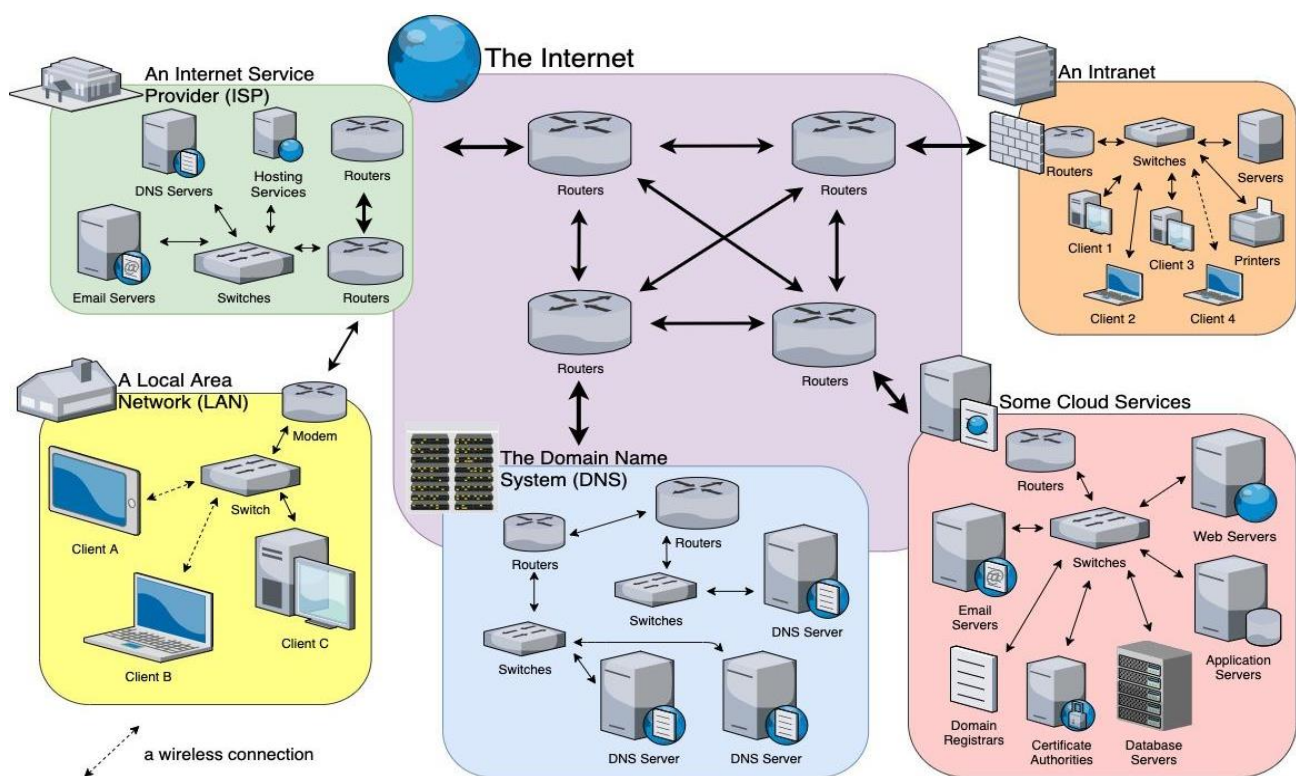 The Internet
An Internet Service
Provider (ISP)
DNS Servers
Hosting
Services
Routers
Email Servers
Switches
Routers
Routers
Routers
Routers
Routers
An Intranet
Routers
Switches
Servers
Client 1
Client 3
Printers
Client 2
Client 4
A Local Area
Network (LAN)
Modem
Switch
Client A
Client B
Client C
a wireless connection
The Domain Name
System (DNS)
Routers
Routers
Switches
DNS Server
Switches
DNS Server
DNS Server
Some Cloud Services
Routers
Web Servers
@
Email
Servers
Switches
Application
Servers
Domain
Registrars
Certificate
Authorities
Database
Servers
@